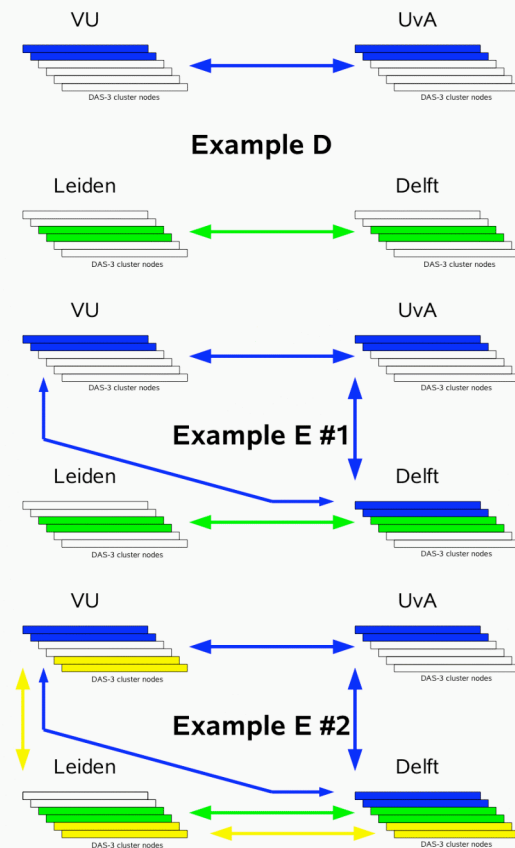 VU UvA
DAS-3 cluster nodes DAS-3 cluster nodes
Example D
Leiden Delft
DAS-3 cluster nodes DAS-3 cluster nodes
VU UvA
DAS-3 cluster nodes DAS-3 cluster nodes
Example E #1
Leiden Delft
DAS-3 cluster nodes DAS-3 cluster nodes
VU UvA
DAS-3 cluster nodes DAS-3 cluster nodes
Example E #2
Leiden Delft
DAS-3 cluster nodes DAS-3 cluster nodes